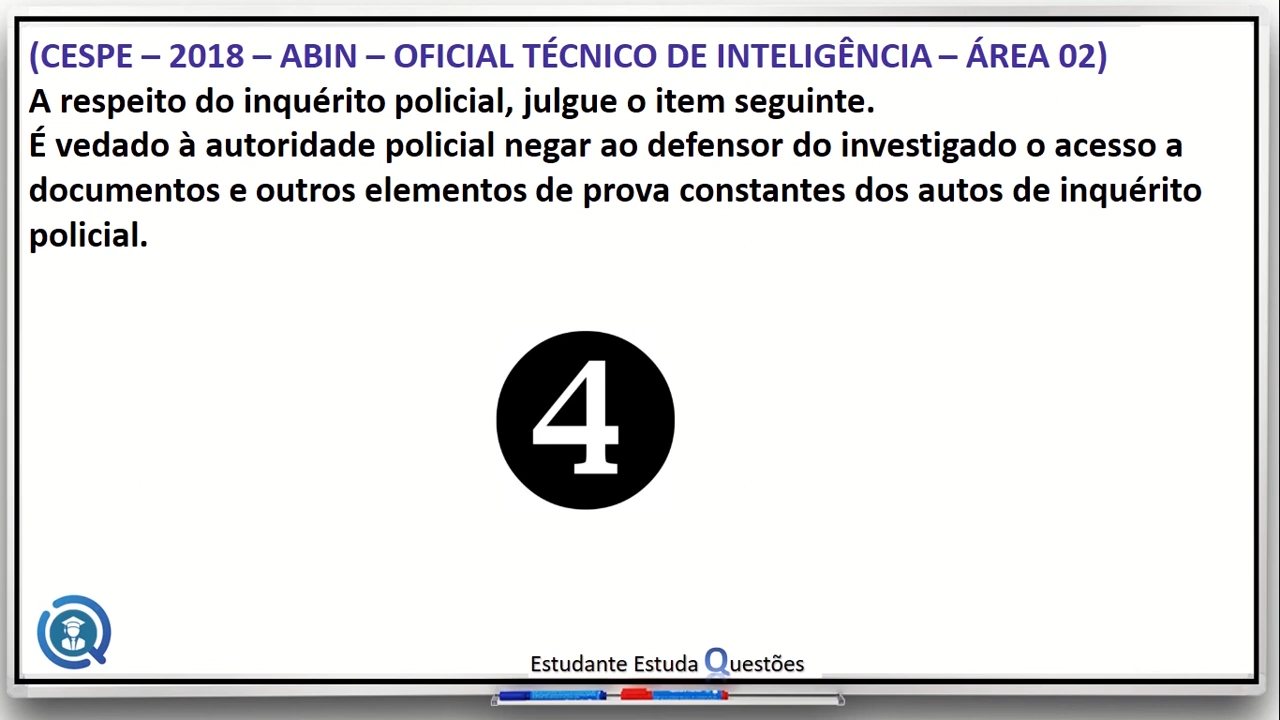 (CESPE – 2018 – ABIN – OFICIAL TÉCNICO DE INTELIGÊNCIA – ÁREA 02)
A respeito do inquérito policial, julgue o item seguinte.
É vedado à autoridade policial negar ao defensor do investigado o acesso a
documentos e outros elementos de prova constantes dos autos de inquérito
policial.
4
Estudante Estuda Questões